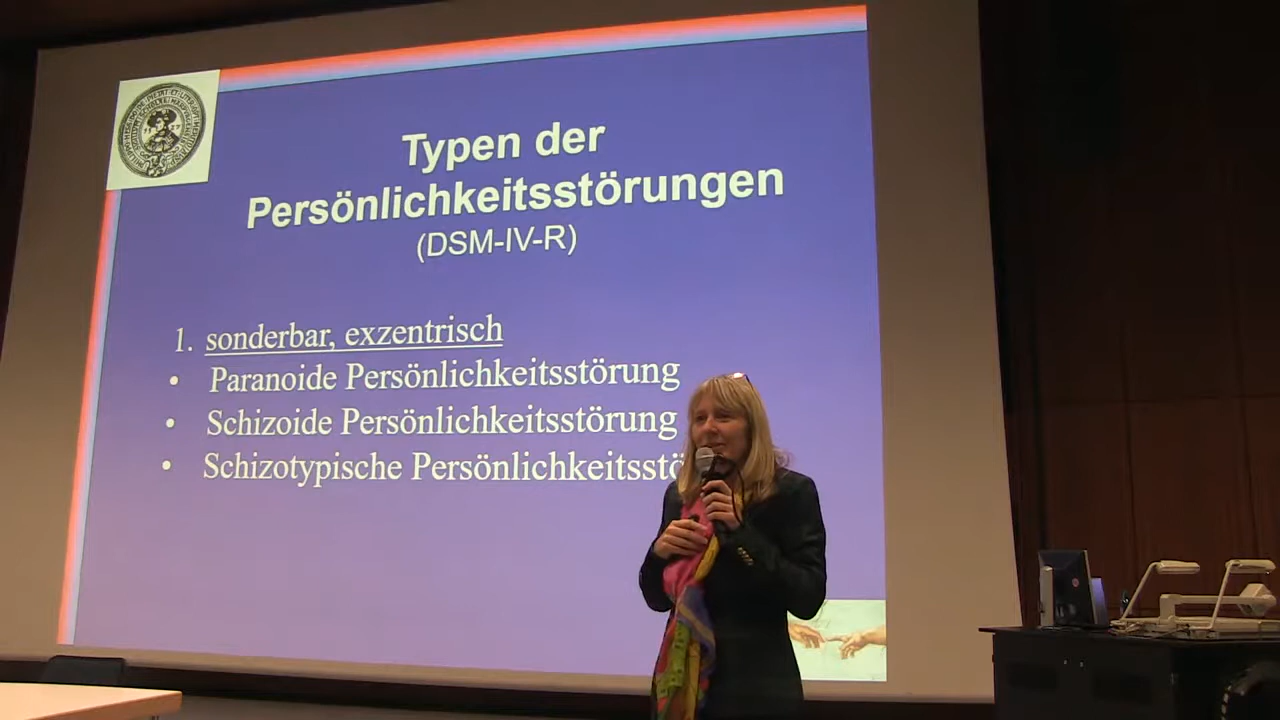 Typen der
Persönlichkeitsstörungen
(DSM-IV-R)
1. sonderbar, exzentrisch
• Paranoide Persönlichkeitsstörung
• Schizoide Persönlichkeitsstörung
• Schizotypische Persönlichkeitsstö